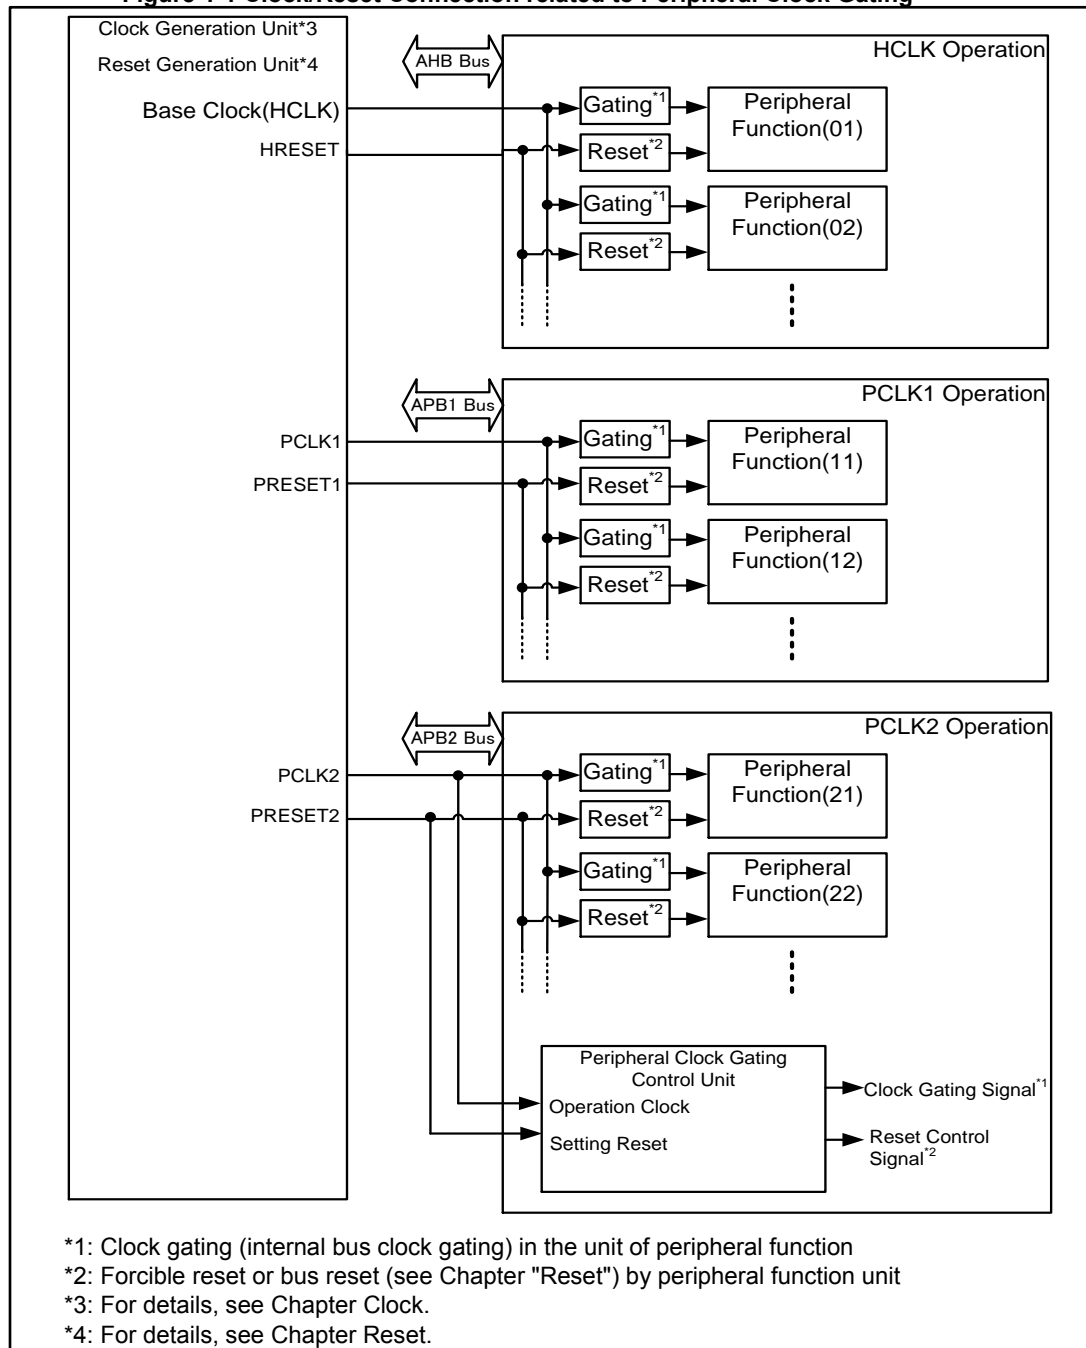 Figure 1-1 Clock/Reset Connection related to Peripheral Clock Gating
Clock Generation Unit*3
Reset Generation Unit*4
AHB Bus
HCLK Operation
Base Clock(HCLK)
HRESET
Gating*1
Reset*2
Peripheral
Function(01)
Gating*1
Reset*2
Peripheral
Function(02)
APB1 Bus
PCLK1 Operation
PCLK1
PRESET1
Gating*1
Reset*2
Peripheral
Function(11)
Gating*1
Reset*2
Peripheral
Function(12)
APB2 Bus
PCLK2 Operation
PCLK2
PRESET2
Gating*1
Reset*2
Peripheral
Function(21)
Gating*1
Reset*2
Peripheral
Function(22)
Peripheral Clock Gating
Control Unit
Operation Clock
Setting Reset
Clock Gating Signal*1
Reset Control
Signal*2
*1: Clock gating (internal bus clock gating) in the unit of peripheral function
*2: Forcible reset or bus reset (see Chapter "Reset") by peripheral function unit
*3: For details, see Chapter Clock.
*4: For details, see Chapter Reset.